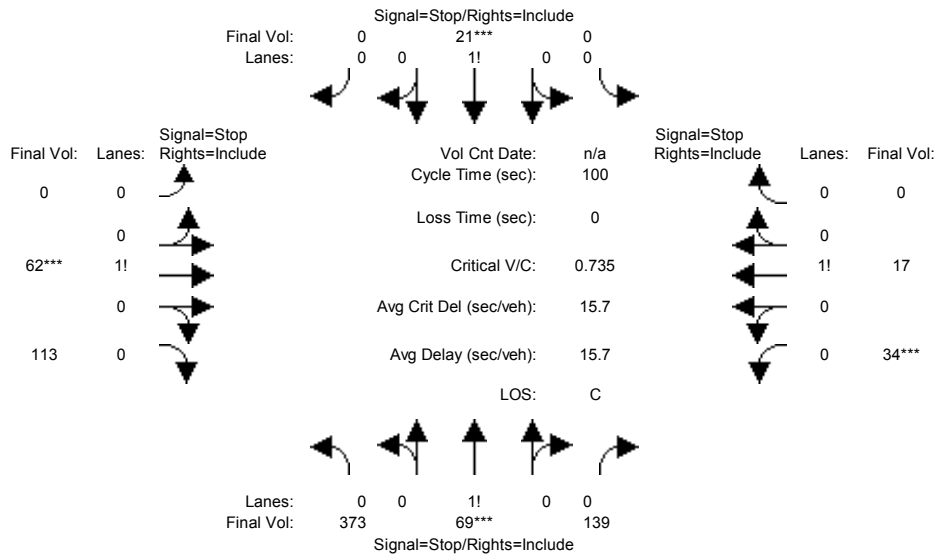 Signal=Stop/Rights=Include
Final Vol: 0 21*** 0
Lanes: 0 0 1! 0 0
Signal=Stop Signal=Stop
Final Vol: Lanes: Rights=Include Vol Cnt Date: n/a Rights=Include Lanes: Final Vol:
Cycle Time (sec): 100
0 0 0 0
Loss Time (sec): 0
0 0
62*** 1! Critical V/C: 0.735 1! 17
0 Avg Crit Del (sec/veh): 15.7 0
113 0 Avg Delay (sec/veh): 15.7 0 34***
LOS: C
Lanes: 0 0 1! 0 0
Final Vol: 373 69*** 139
Signal=Stop/Rights=Include